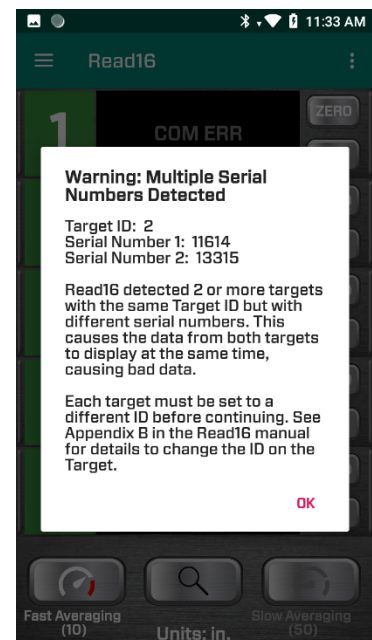 11:33 AM
Read16
1
COM ERR
ZERO
Warning: Multiple Serial
Numbers Detected
Target ID: 2
Serial Number 1: 11614
Serial Number 2: 13315
Read16 detected 2 or more targets
with the same Target ID but with
different serial numbers. This
causes the data from both targets
to display at the same time,
causing bad data.
Each target must be set to a
different ID before continuing. See
Appendix B in the Read16 manual
for details to change the ID on the
Target.
OK
Fast Averaging
(10)
Units: in.
Slow Averaging
(50)